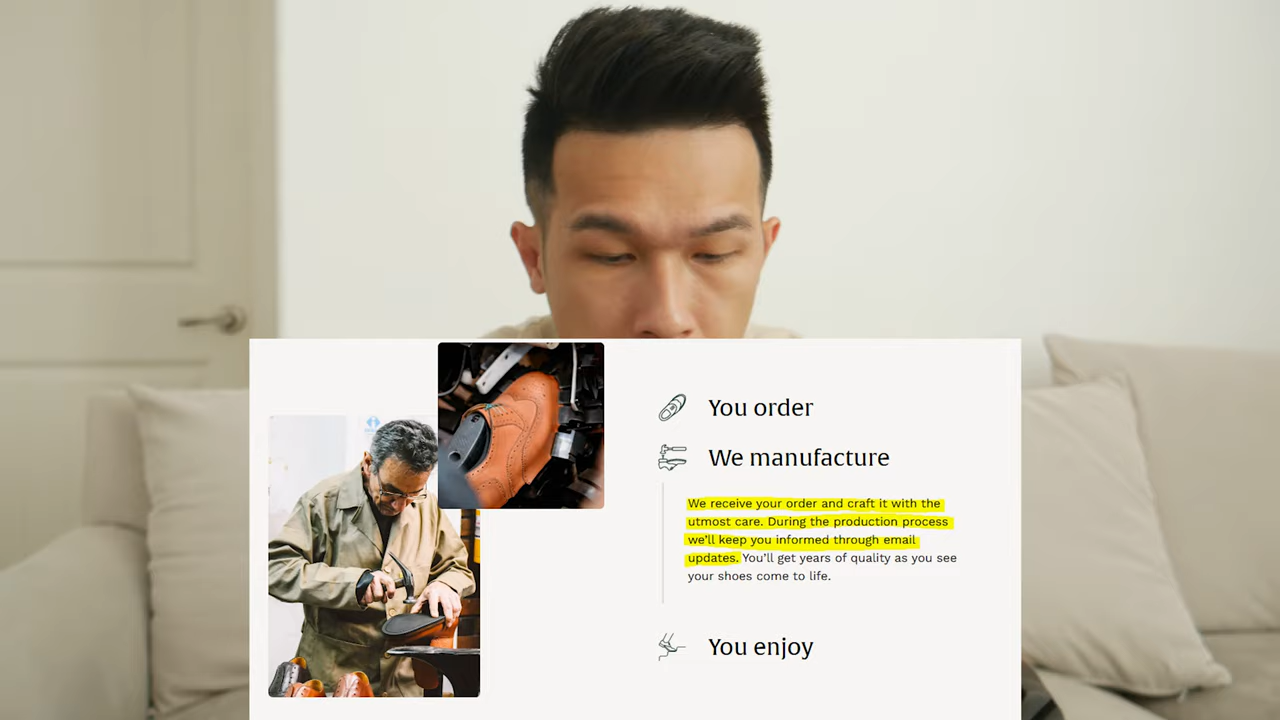 You order
We manufacture
We receive your order and craft it with the
utmost care. During the production process
we'll keep you informed through email
updates. You'll get years of quality as you see
your shoes come to life.
You enjoy